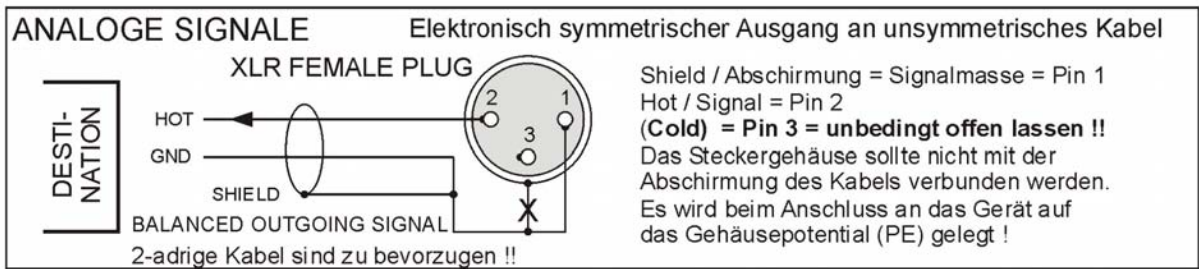 ANALOGE SIGNALE
Elektronisch symmetrischer Ausgang an unsymmetrisches Kabel
XLR FEMALE PLUG
DESTI-
NATION
HOT
GND
SHIELD
2
1
3
X
BALANCED OUTGOING SIGNAL
2-adrige Kabel sind zu bevorzugen !!
Shield / Abschirmung = Signalmasse = Pin 1
Hot / Signal = Pin 2
(Cold) = Pin 3 = unbedingt offen lassen !!
Das Steckergehäuse sollte nicht mit der
Abschirmung des Kabels verbunden werden.
Es wird beim Anschluss an das Gerät auf
das Gehäusepotential (PE) gelegt !